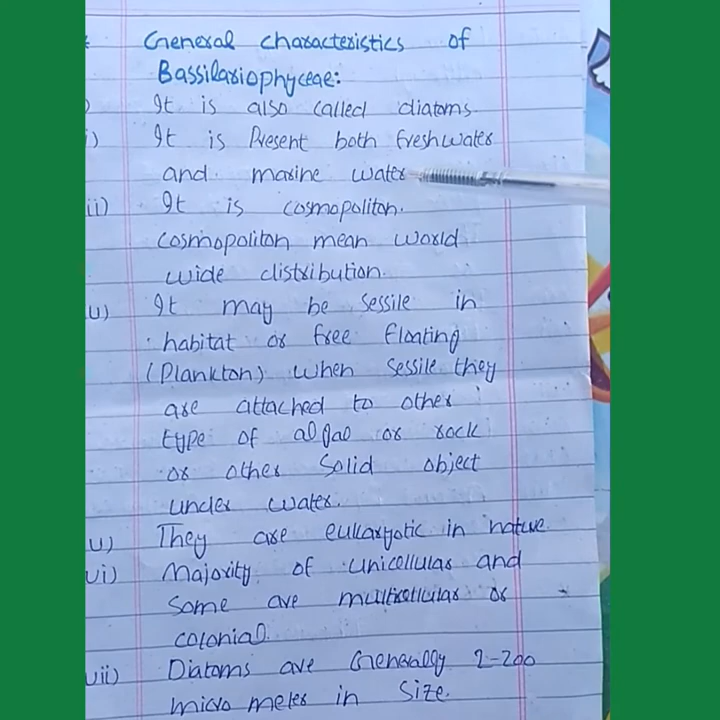 General characteristics of
Bassilariophyceae:
) It is also called diatoms.
i) It is Present both freshwater
and marine water
ii) It is cosmopoliton.
cosmopoliton mean world
wide distribution.
u) It may be sessile in
habitat or free floating
(Plankton) when sessile they
are attached to other
type of algae or rock
or other solid object
under water.
u) They are eukaryotic in nature
vi) Majority of unicellular and
some are multicellular or
colonial.
vii) Diatoms are Generally 2-200
micro meter in size.